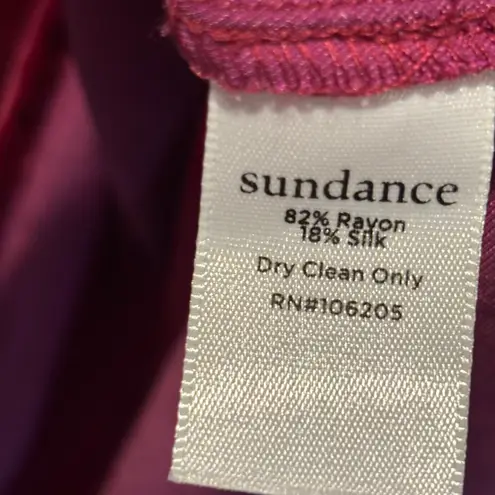 sundance
82% Rayon
18% Silk
Dry Clean Only
RN#106205